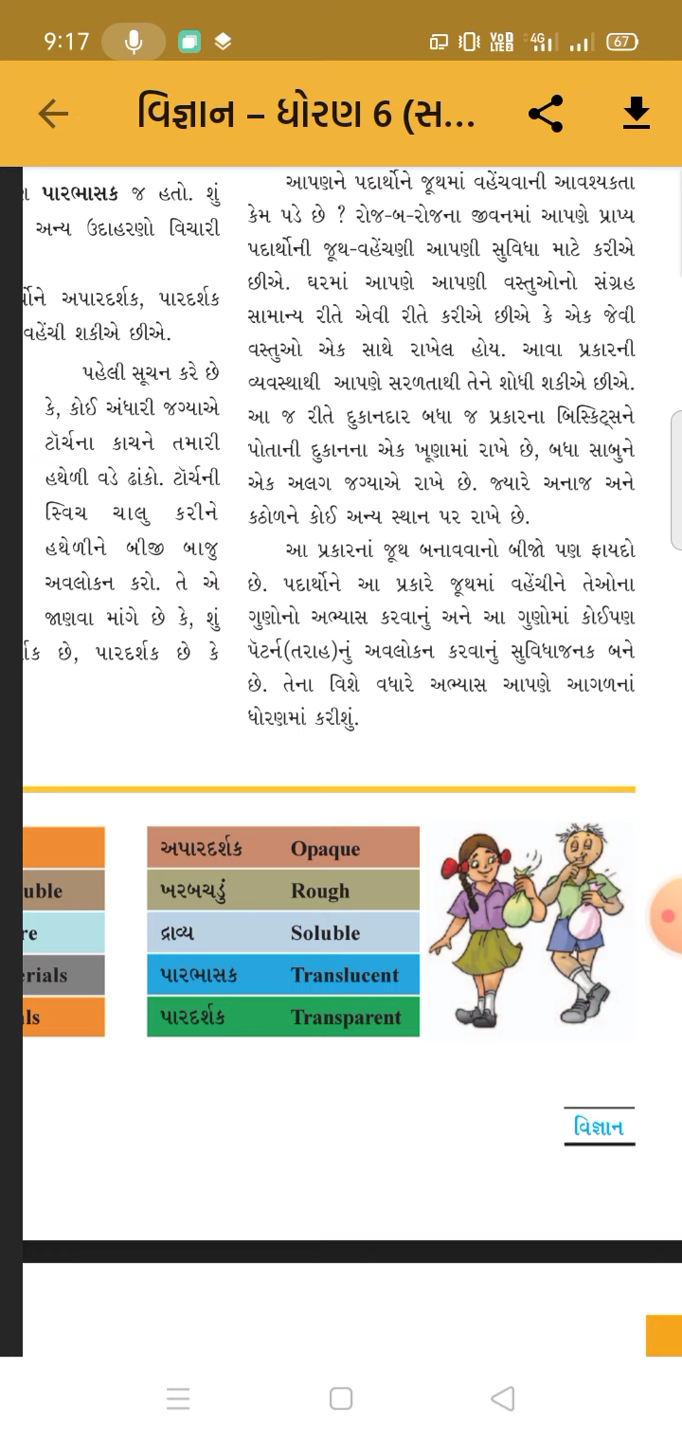 9:17
VoD LTE 4G 67
વિજ્ઞાન – ધોરણ 6 (સ...
પારભાસક જ હતો. શું
અન્ય ઉદાહરણો વિચારી
ને અપારદર્શક, પારદર્શક
વહેંચી શકીએ છીએ.
પહેલી સૂચન કરે છે
કે, કોઈ અંધારી જગ્યાએ
ટૉર્ચના કાચને તમારી
હથેળી વડે ઢાંકો. ટૉર્ચની
સ્વિચ ચાલુ કરીને
હથેળીને બીજી બાજુ
અવલોકન કરો. તે એ
જાણવા માંગે છે કે, શું
ર્ક છે, પારદર્શક છે કે
આપણને પદાર્થોને જૂથમાં વહેંચવાની આવશ્યકતા
કેમ પડે છે ? રોજ-બ-રોજના જીવનમાં આપણે પ્રાપ્ય
પદાર્થોની જૂથ-વહેંચણી આપણી સુવિધા માટે કરીએ
છીએ. ઘરમાં આપણે આપણી વસ્તુઓનો સંગ્રહ
સામાન્ય રીતે એવી રીતે કરીએ છીએ કે એક જેવી
વસ્તુઓ એક સાથે રાખેલ હોય. આવા પ્રકારની
વ્યવસ્થાથી આપણે સરળતાથી તેને શોધી શકીએ છીએ.
આ જ રીતે દુકાનદાર બધા જ પ્રકારના બિસ્કિટ્સને
પોતાની દુકાનના એક ખૂણામાં રાખે છે, બધા સાબુને
એક અલગ જગ્યાએ રાખે છે. જ્યારે અનાજ અને
કઠોળને કોઈ અન્ય સ્થાન પર રાખે છે.
આ પ્રકારનાં જૂથ બનાવવાનો બીજો પણ ફાયદો
છે. પદાર્થોને આ પ્રકારે જૂથમાં વહેંચીને તેઓના
ગુણોનો અભ્યાસ કરવાનું અને આ ગુણોમાં કોઈપણ
પૅટર્ન(તરાહ)નું અવલોકન કરવાનું સુવિધાજનક બને
છે. તેના વિશે વધારે અભ્યાસ આપણે આગળનાં
ધોરણમાં કરીશું.
uble
re
erials
ls
અપારદર્શક Opaque
ખરબચડું Rough
દ્રાવ્ય Soluble
પારભાસક Translucent
પારદર્શક Transparent
વિજ્ઞાન